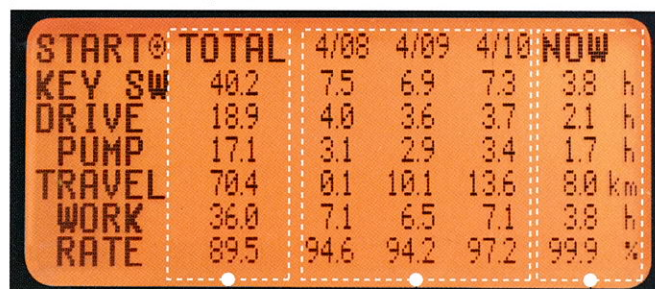 START⊕ TOTAL 4/08 4/09 4/10 NOW
KEY SW 40.2 7.5 6.9 7.3 3.8 h
DRIVE 18.9 4.0 3.6 3.7 2.1 h
PUMP 17.1 3.1 2.9 3.4 1.7 h
TRAVEL 70.4 0.1 10.1 13.6 8.0 km
WORK 36.0 7.1 6.5 7.1 3.8 h
RATE 89.5 94.6 94.2 97.2 99.9 %